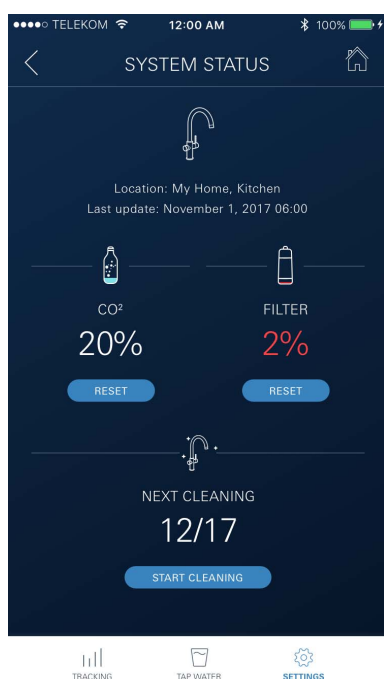 TELEKOM 12:00 AM 100%
SYSTEM STATUS
Location: My Home, Kitchen
Last update: November 1, 2017 06:00
CO² FILTER
20% 2%
RESET RESET
NEXT CLEANING
12/17
START CLEANING
TRACKING TAP WATER SETTINGS